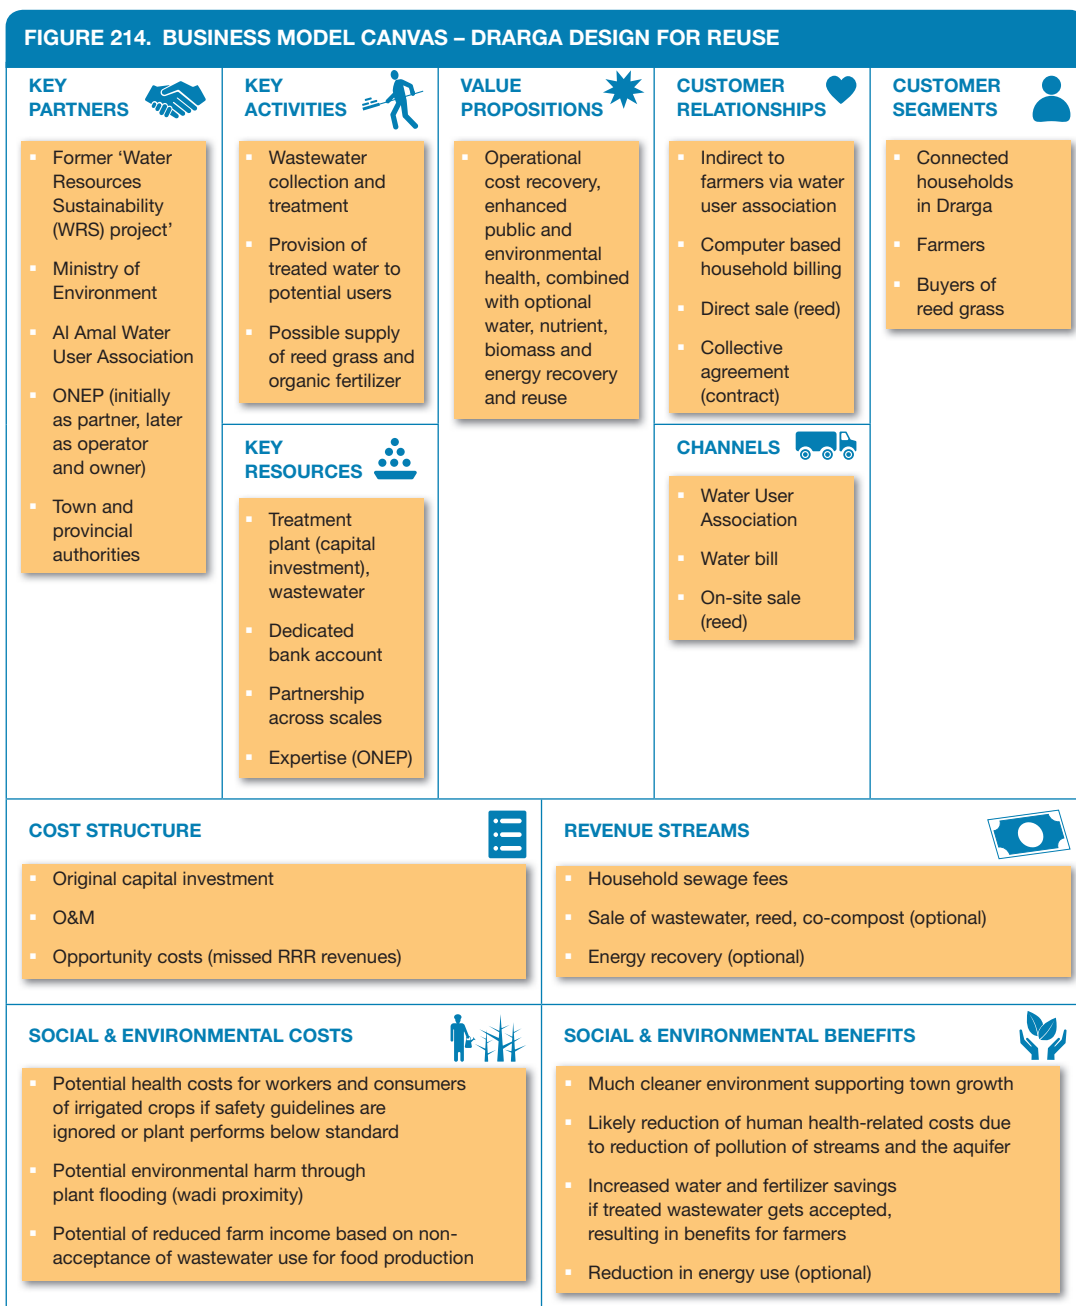 FIGURE 214. BUSINESS MODEL CANVAS – DRARGA DESIGN FOR REUSE
KEY
PARTNERS
Former ‘Water
Resources
Sustainability
(WRS) project’
Ministry of
Environment
Al Amal Water
User Association
ONEP (initially
as partner, later
as operator
and owner)
Town and
provincial
authorities
KEY
ACTIVITIES
Wastewater
collection and
treatment
Provision of
treated water to
potential users
Possible supply
of reed grass and
organic fertilizer
KEY
RESOURCES
Treatment
plant (capital
investment),
wastewater
Dedicated
bank account
Partnership
across scales
Expertise (ONEP)
VALUE
PROPOSITIONS
Operational
cost recovery,
enhanced
public and
environmental
health, combined
with optional
water, nutrient,
biomass and
energy recovery
and reuse
CUSTOMER
RELATIONSHIPS
Indirect to
farmers via water
user association
Computer based
household billing
Direct sale (reed)
Collective
agreement
(contract)
CHANNELS
Water User
Association
Water bill
On-site sale
(reed)
CUSTOMER
SEGMENTS
Connected
households
in Drarga
Farmers
Buyers of
reed grass
COST STRUCTURE
Original capital investment
O&M
Opportunity costs (missed RRR revenues)
REVENUE STREAMS
Household sewage fees
Sale of wastewater, reed, co-compost (optional)
Energy recovery (optional)
SOCIAL & ENVIRONMENTAL COSTS
Potential health costs for workers and consumers
of irrigated crops if safety guidelines are
ignored or plant performs below standard
Potential environmental harm through
plant flooding (wadi proximity)
Potential of reduced farm income based on non-
acceptance of wastewater use for food production
SOCIAL & ENVIRONMENTAL BENEFITS
Much cleaner environment supporting town growth
Likely reduction of human health-related costs due
to reduction of pollution of streams and the aquifer
Increased water and fertilizer savings
if treated wastewater gets accepted,
resulting in benefits for farmers
Reduction in energy use (optional)